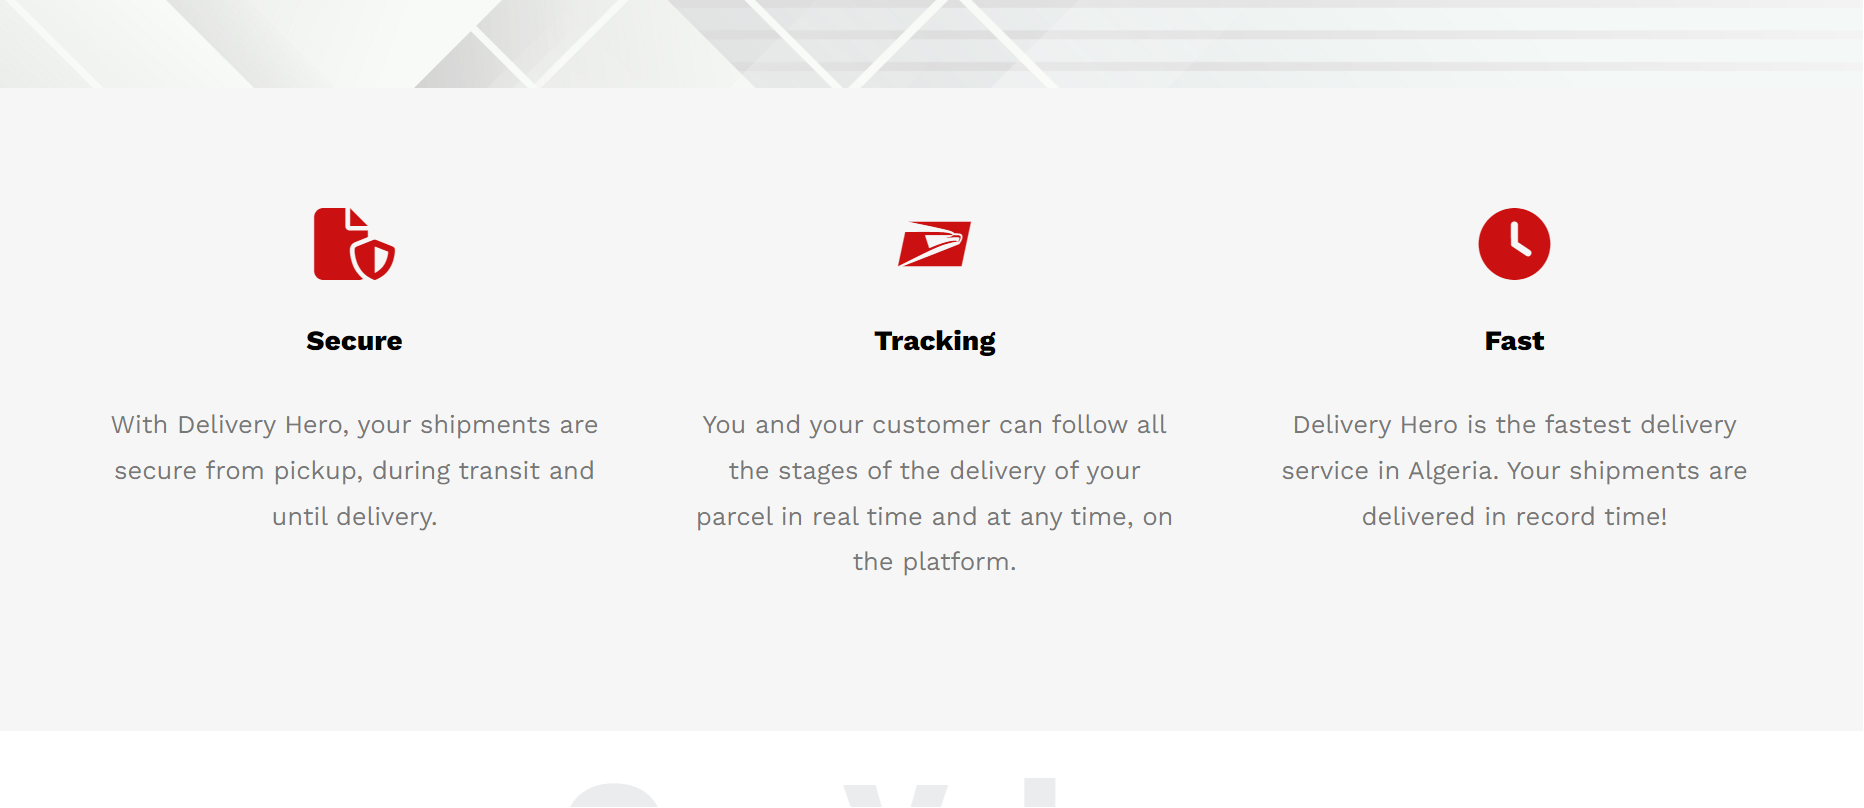 Secure
With Delivery Hero, your shipments are
secure from pickup, during transit and
until delivery.
Tracking
You and your customer can follow all
the stages of the delivery of your
parcel in real time and at any time, on
the platform.
Fast
Delivery Hero is the fastest delivery
service in Algeria. Your shipments are
delivered in record time!